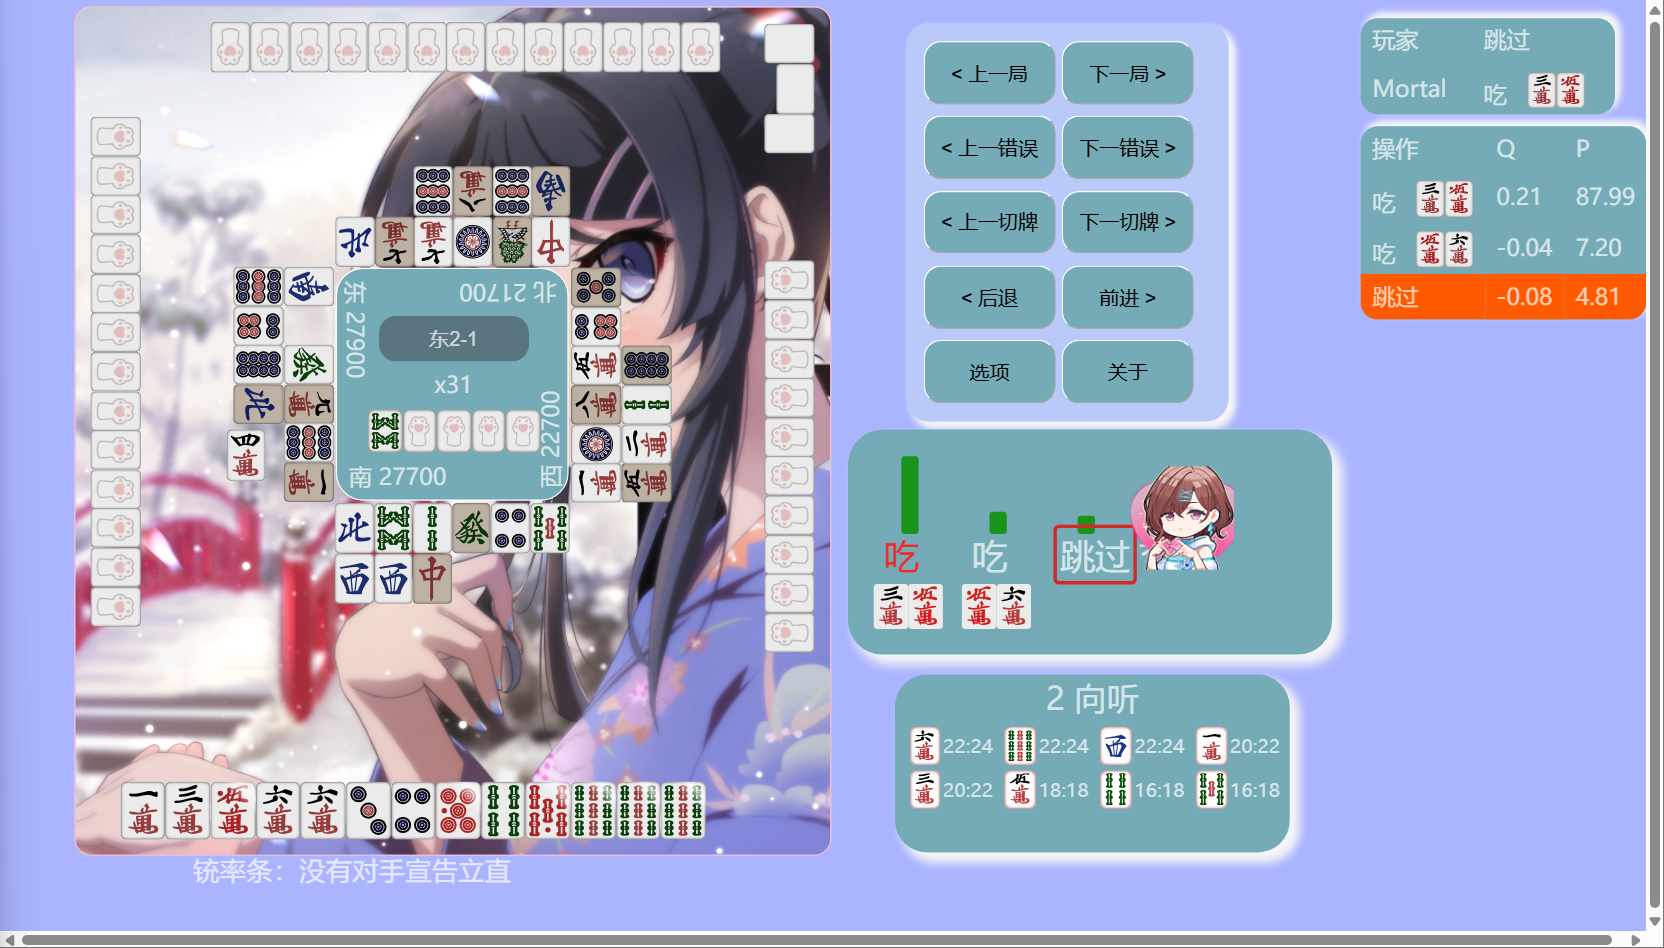 东 27900
北 21700
西 22700
南 27700
东2-1
x31
铳率条：没有对手宣告立直
< 上一局
下一局 >
< 上一错误
下一错误 >
< 上一切牌
下一切牌 >
< 后退
前进 >
选项
关于
吃
吃
跳过
2 向听
22:24
22:24
22:24
20:22
20:22
18:18
16:18
16:18
玩家 跳过
Mortal 吃
操作 Q P
吃 0.21 87.99
吃 -0.04 7.20
跳过 -0.08 4.81